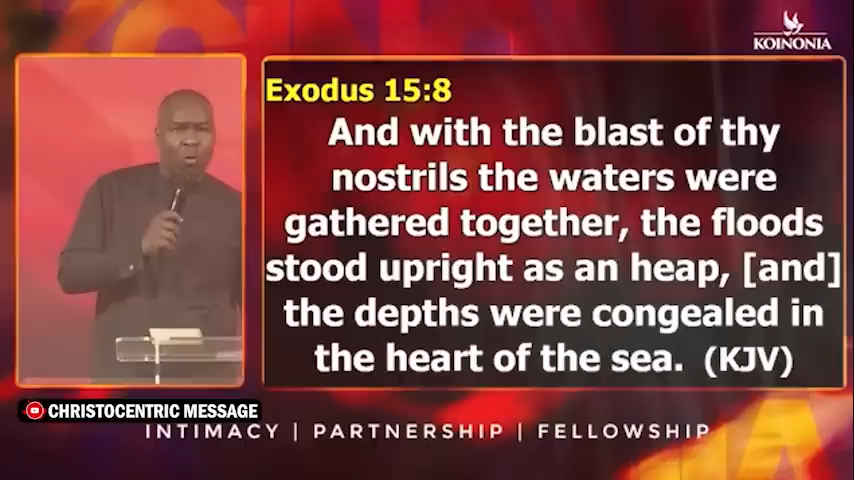 KOINONIA
Exodus 15:8
And with the blast of thy
nostrils the waters were
gathered together, the floods
stood upright as an heap, [and]
the depths were congealed in
the heart of the sea. (KJV)
CHRISTOCENTRIC MESSAGE
INTIMACY | PARTNERSHIP | FELLOWSHIP